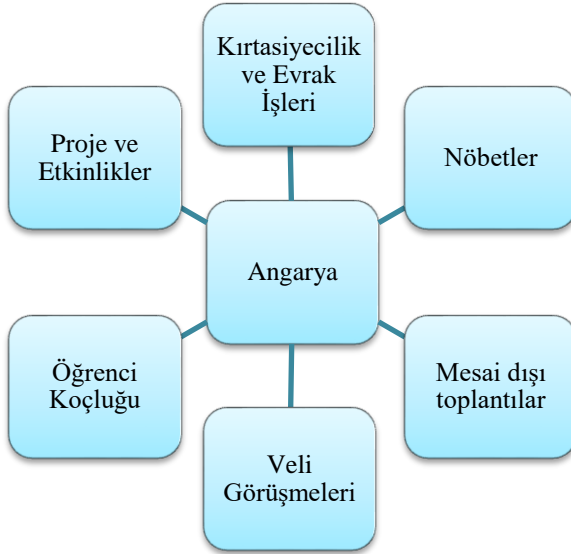 Kırtasiyecilik
ve Evrak
İşleri
Proje ve
Etkinlikler
Nöbetler
Angarya
Öğrenci
Koçluğu
Mesai dışı
toplantılar
Veli
Görüşmeleri